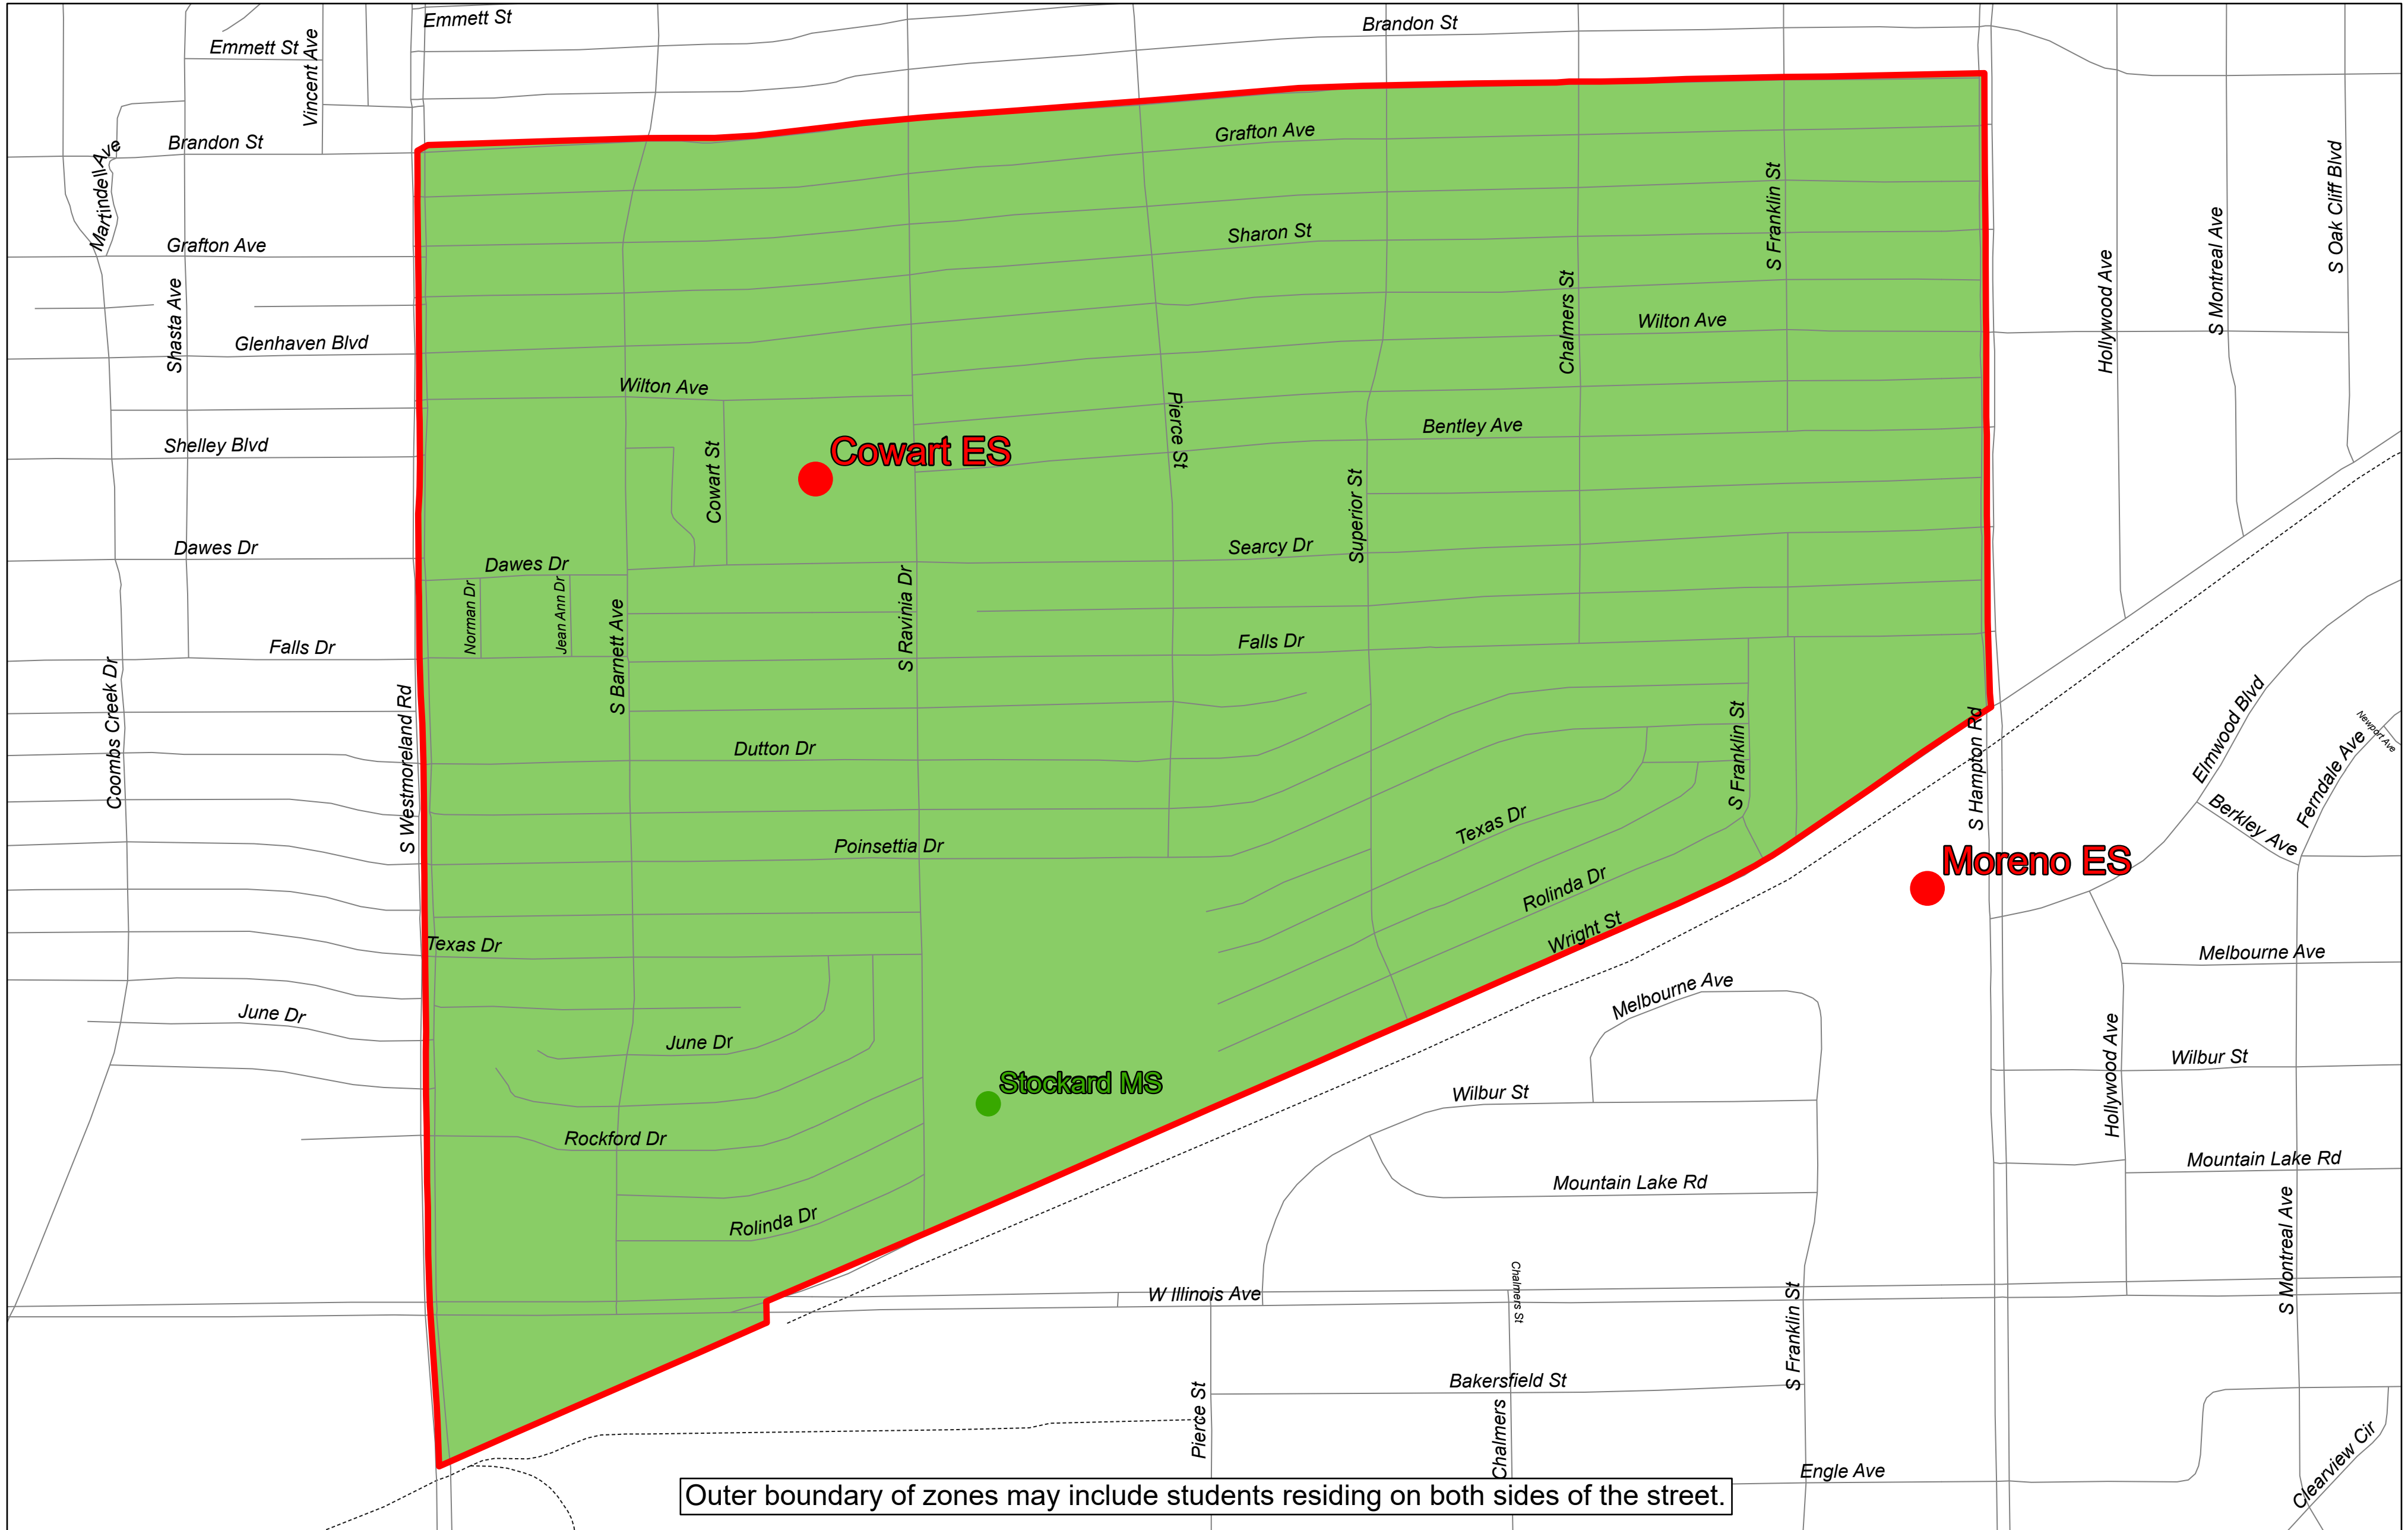 Emmett St
Brandon St
Emmett St
Vincent Ave
Martindell Ave
Brandon St
Grafton Ave
Grafton Ave
Sharon St
S Franklin St
S Oak Cliff Blvd
S Montreal Ave
Hollywood Ave
Shasta Ave
Glenhaven Blvd
Chalmers St
Wilton Ave
Wilton Ave
Pierce St
Bentley Ave
Shelley Blvd
Cowart St
Cowart ES
Superior St
Dawes Dr
Dawes Dr
Searcy Dr
Norman Dr
Jean Ann Dr
S Barnett Ave
S Ravinia Dr
Falls Dr
Falls Dr
Coombs Creek Dr
S Westmoreland Rd
Dutton Dr
S Franklin St
S Hampton Rd
Elmwood Blvd
Newport Ave
Ferndale Ave
Berkley Ave
Texas Dr
Poinsettia Dr
Moreno ES
Rolinda Dr
Wright St
Texas Dr
Melbourne Ave
Melbourne Ave
June Dr
June Dr
Hollywood Ave
Wilbur St
Stockard MS
Wilbur St
Rockford Dr
Mountain Lake Rd
Mountain Lake Rd
Rolinda Dr
S Montreal Ave
W Illinois Ave
Chalmers St
S Franklin St
Bakersfield St
Pierce St
Chalmers
Engle Ave
Clearview Cir
Outer boundary of zones may include students residing on both sides of the street.